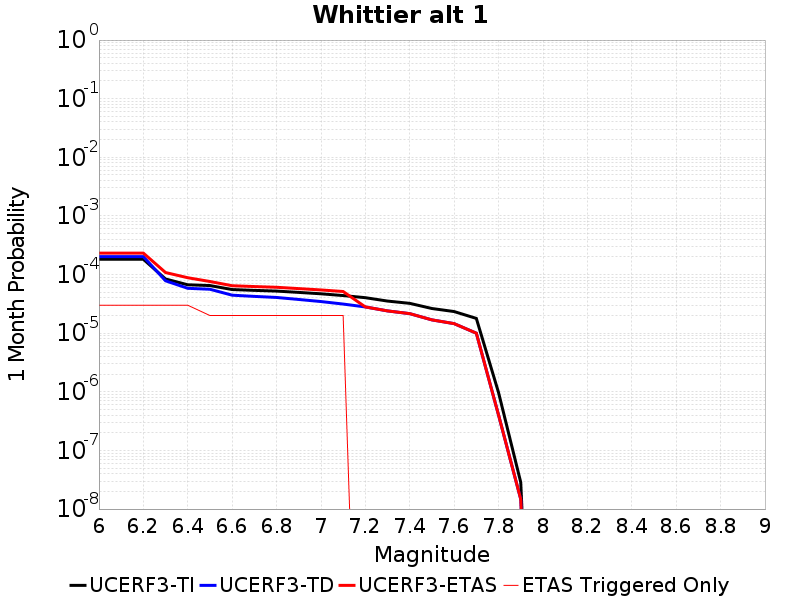 Whittier alt 1
10^0
10^-1
10^-2
10^-3
10^-4
10^-5
10^-6
10^-7
10^-8
1 Month Probability
6 6.2 6.4 6.6 6.8 7 7.2 7.4 7.6 7.8 8 8.2 8.4 8.6 8.8 9
Magnitude
UCERF3-TI UCERF3-TD UCERF3-ETAS ETAS Triggered Only